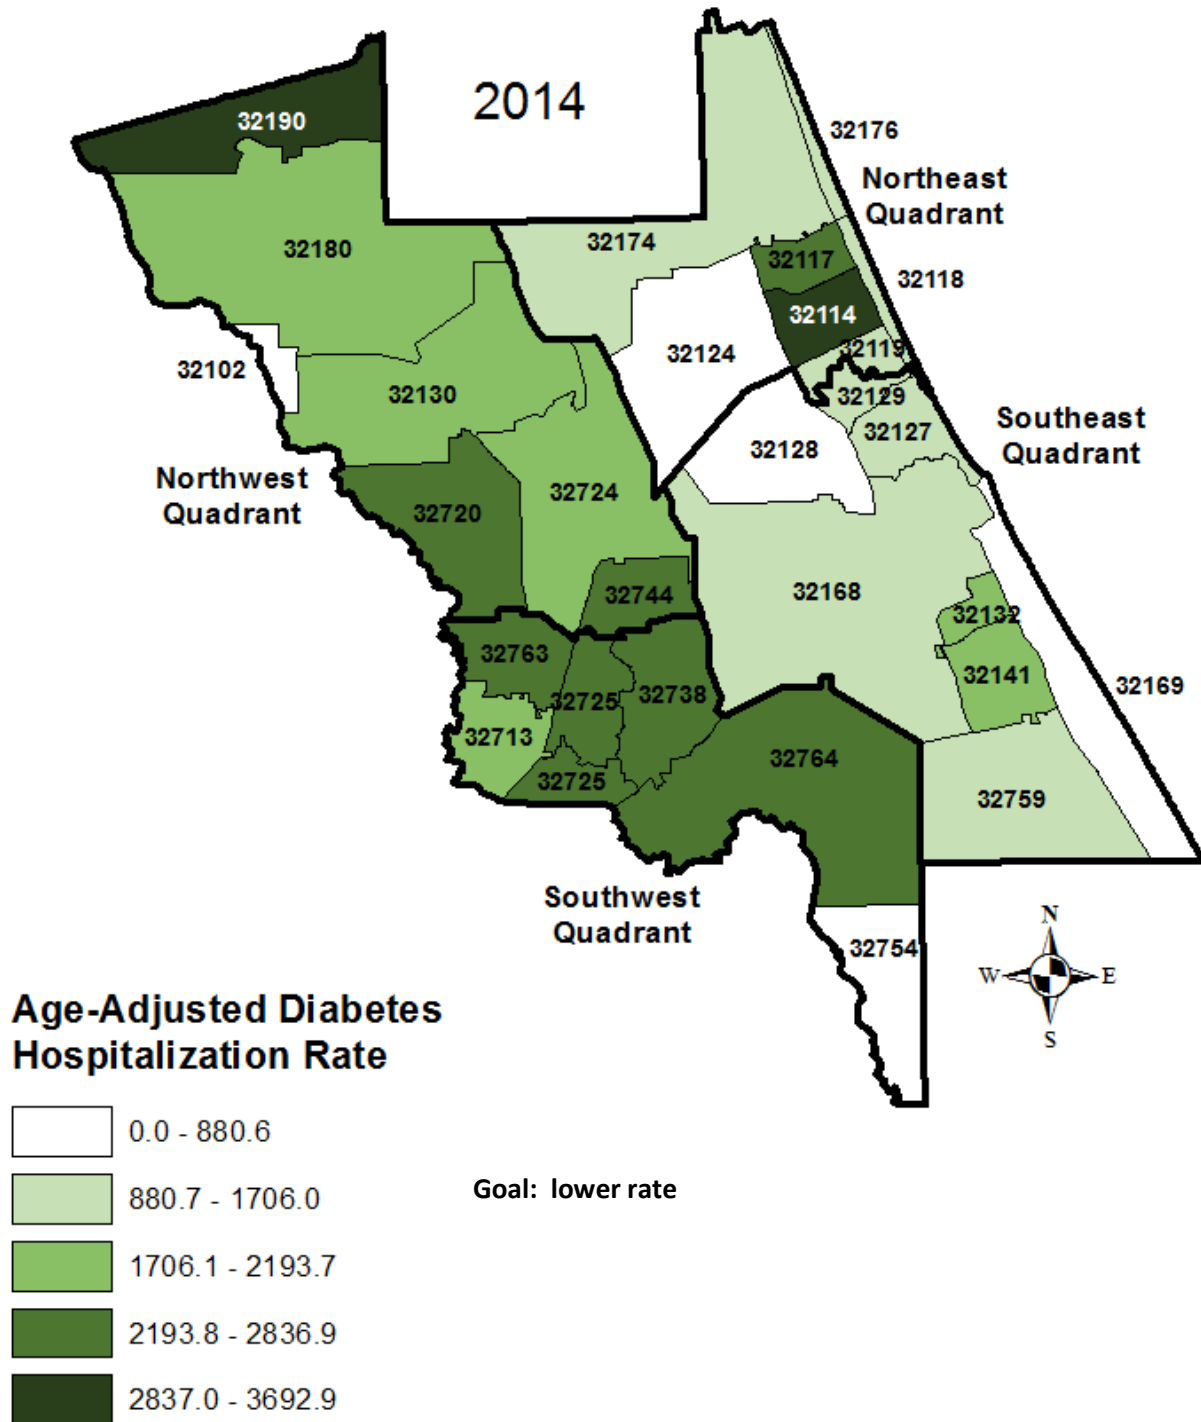 2014
32190
32176
Northeast
Quadrant
32180
32174
32117
32118
32114
32124
32119
32102
32130
32129
32127
Southeast
Quadrant
32128
Northwest
Quadrant
32724
32720
32168
32744
32132
32763
32141
32169
32725
32738
32713
32764
32725
32759
Southwest
Quadrant
32754
N
W
E
S
Age-Adjusted Diabetes
Hospitalization Rate
0.0 - 880.6
880.7 - 1706.0
Goal: lower rate
1706.1 - 2193.7
2193.8 - 2836.9
2837.0 - 3692.9